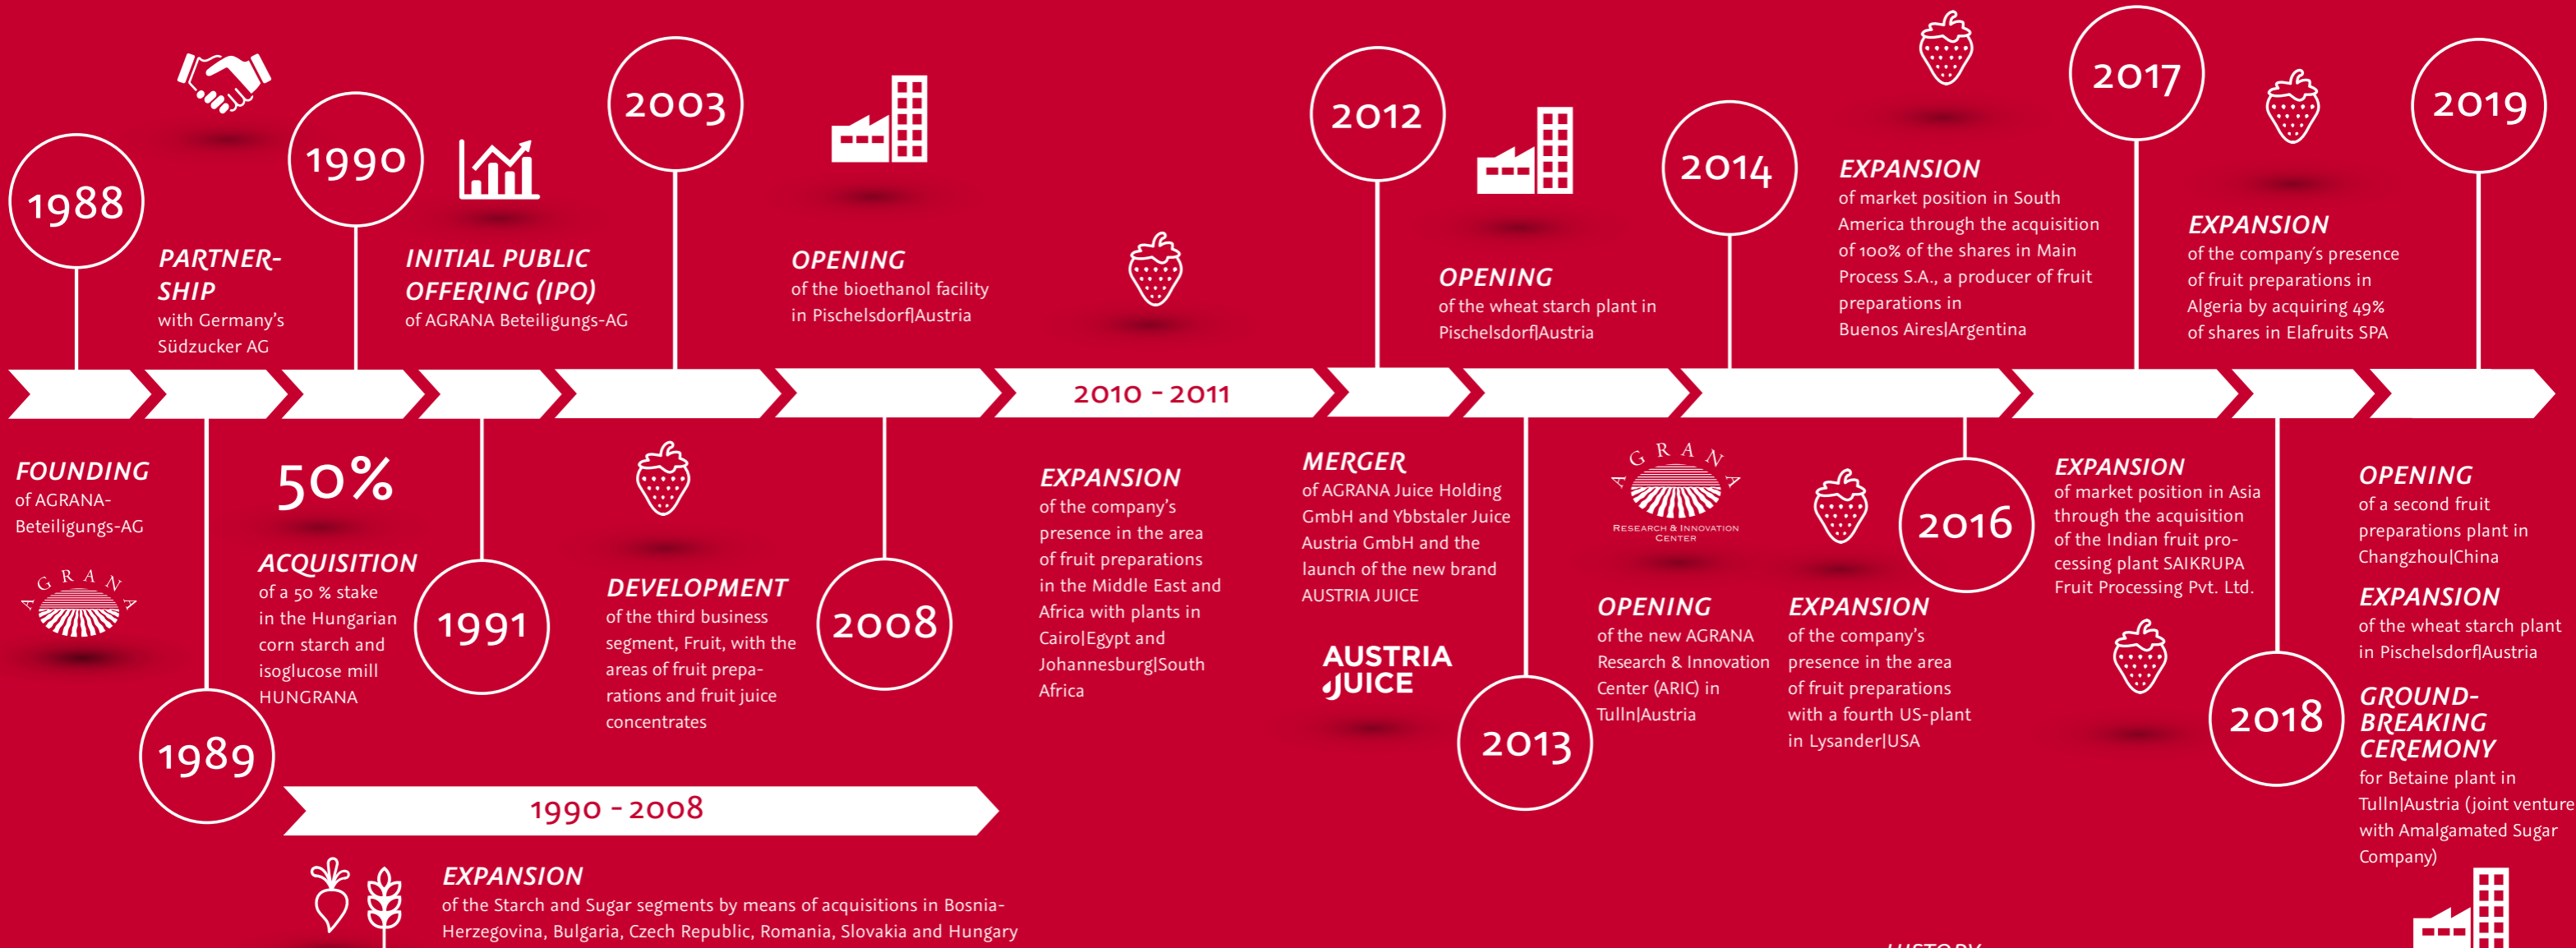 1988
FOUNDING
of AGRANA-
Beteiligungs-AG
AGRANA
PARTNER-
SHIP
with Germany's
Südzucker AG
1989
1990
50%
ACQUISITION
of a 50 % stake
in the Hungarian
corn starch and
isoglucose mill
HUNGRANA
INITIAL PUBLIC
OFFERING (IPO)
of AGRANA Beteiligungs-AG
1991
1990 - 2008
EXPANSION
of the Starch and Sugar segments by means of acquisitions in Bosnia-
Herzegovina, Bulgaria, Czech Republic, Romania, Slovakia and Hungary
2003
DEVELOPMENT
of the third business
segment, Fruit, with the
areas of fruit prepa-
rations and fruit juice
concentrates
OPENING
of the bioethanol facility
in Pischelsdorf|Austria
2008
2010 - 2011
EXPANSION
of the company's
presence in the area
of fruit preparations
in the Middle East and
Africa with plants in
Cairo|Egypt and
Johannesburg|South
Africa
2012
MERGER
of AGRANA Juice Holding
GmbH and Ybbstaler Juice
Austria GmbH and the
launch of the new brand
AUSTRIA JUICE
AUSTRIA
JUICE
OPENING
of the wheat starch plant in
Pischelsdorf|Austria
2013
2014
AGRANA
RESEARCH & INNOVATION
CENTER
OPENING
of the new AGRANA
Research & Innovation
Center (ARIC) in
Tulln|Austria
EXPANSION
of market position in South
America through the acquisition
of 100% of the shares in Main
Process S.A., a producer of fruit
preparations in
Buenos Aires|Argentina
EXPANSION
of the company's
presence in the area
of fruit preparations
with a fourth US-plant
in Lysander|USA
2016
2017
EXPANSION
of market position in Asia
through the acquisition
of the Indian fruit pro-
cessing plant SAIKRUPA
Fruit Processing Pvt. Ltd.
EXPANSION
of the company's presence
of fruit preparations in
Algeria by acquiring 49%
of shares in Elafruits SPA
2018
2019
OPENING
of a second fruit
preparations plant in
Changzhou|China
EXPANSION
of the wheat starch plant
in Pischelsdorf|Austria
GROUND-
BREAKING
CEREMONY
for Betaine plant in
Tulln|Austria (joint venture
with Amalgamated Sugar
Company)